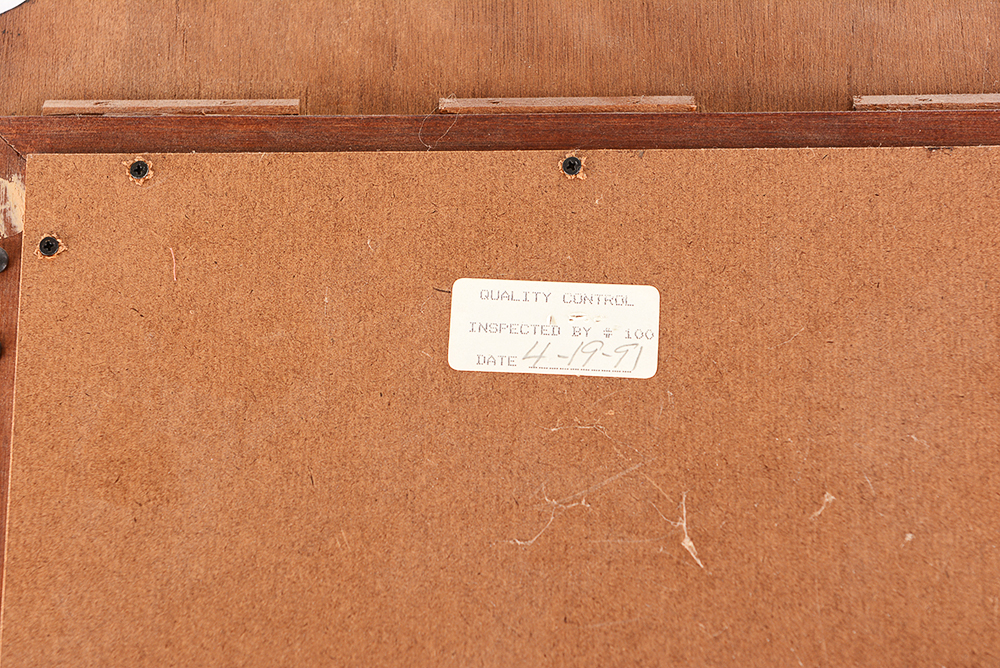 QUALITY CONTROL
INSPECTED BY # 100
DATE 4-19-91